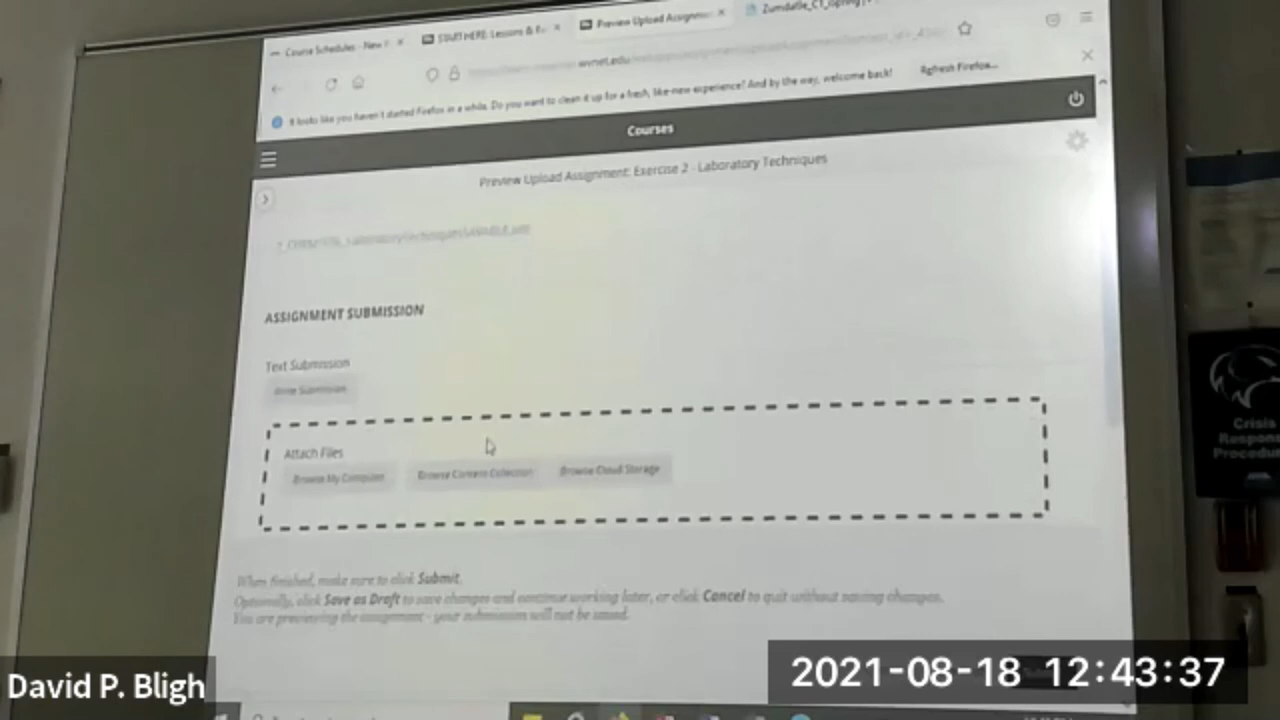 Course Schedules - New
START HERE: Lessons &
Preview Upload Assignm
wvnet.edu
It looks like you haven't started Firefox in a while. Do you want to clean it up for a fresh, like-new experience? And by the way, welcome back!
Refresh Firefox...
Courses
Preview Upload Assignment: Exercise 2 - Laboratory Techniques
ASSIGNMENT SUBMISSION
Text Submission
Write Submission
Attach Files
Browse My Computer
Browse Content Collection
Browse Cloud Storage
When finished, make sure to click Submit.
Optionally, click Save as Draft to save changes and continue working later, or click Cancel to quit without saving changes.
You are previewing the assignment - your submission will not be saved.
Crisis
Respons
Procedur
David P. Bligh
2021-08-18 12:43:37